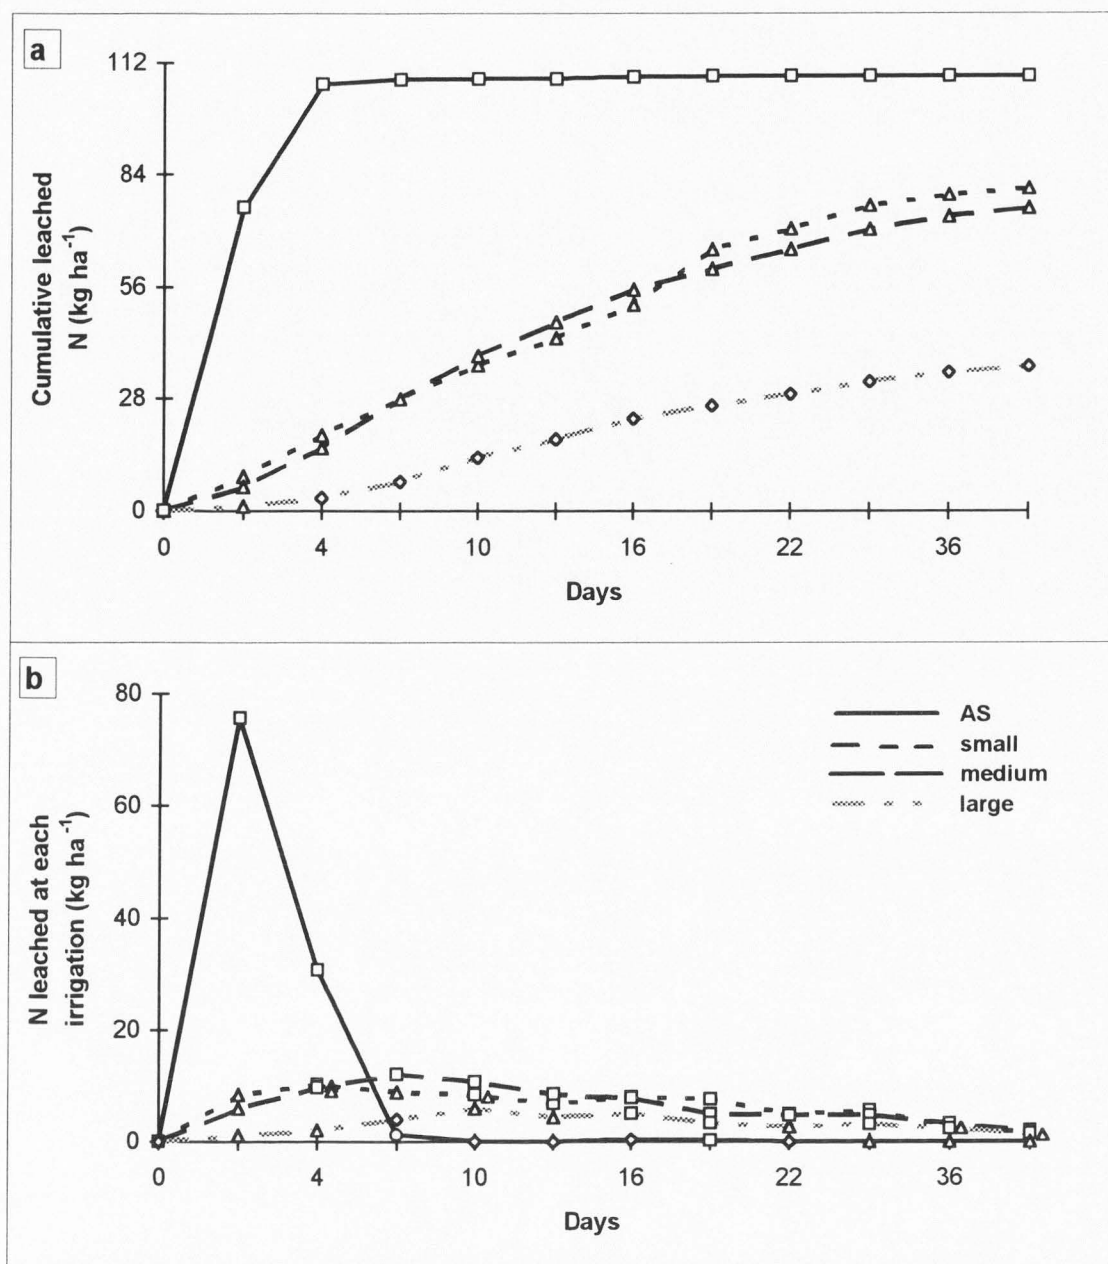 a
112
84
56
28
0
Cumulative leached
N (kg ha-1)
0 4 10 16 22 36
Days
b
80
60
40
20
0
N leached at each
irrigation (kg ha-1)
AS
small
medium
large
0 4 10 16 22 36
Days